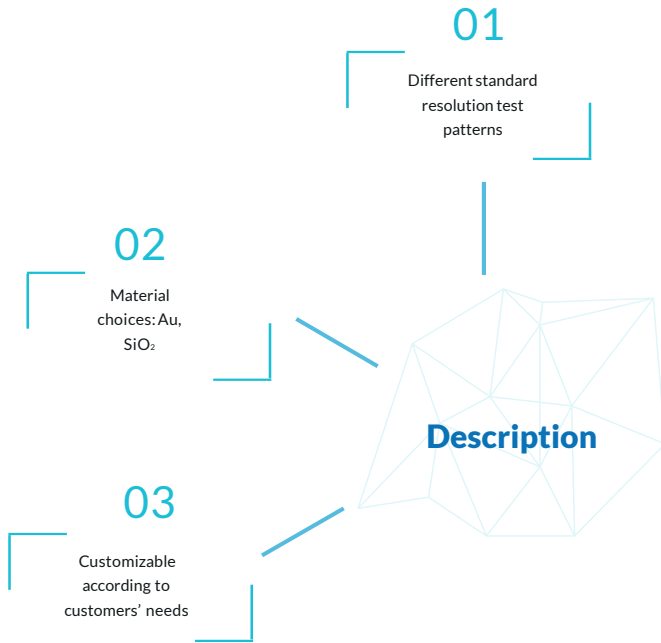 01
Different standard
resolution test
patterns
02
Material
choices: Au,
SiO₂
Description
03
Customizable
according to
customers’ needs